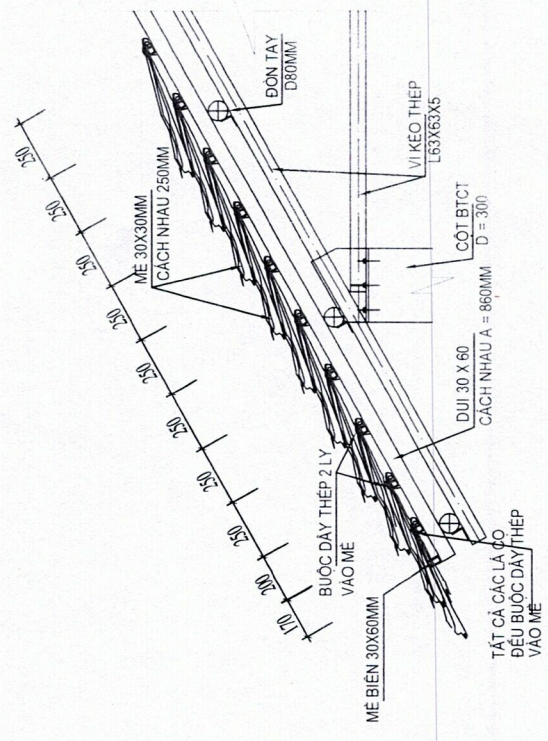 ĐÒN TAY
D80MM
VI KÈO THÉP
L63X63X5
MÈ 30X30MM
CÁCH NHAU 250MM
CỘT BTCT
D = 300
DUI 30 X 60
CÁCH NHAU A = 860MM
BUỘC DÂY THÉP 2 LY
VÀO MÈ
MÈ BIÊN 30X60MM
TẤT CẢ CÁC LÁ CỌ
ĐỀU BUỘC DÂY THÉP
VÀO MÈ
170
200
250
250
250
250
250
250
250